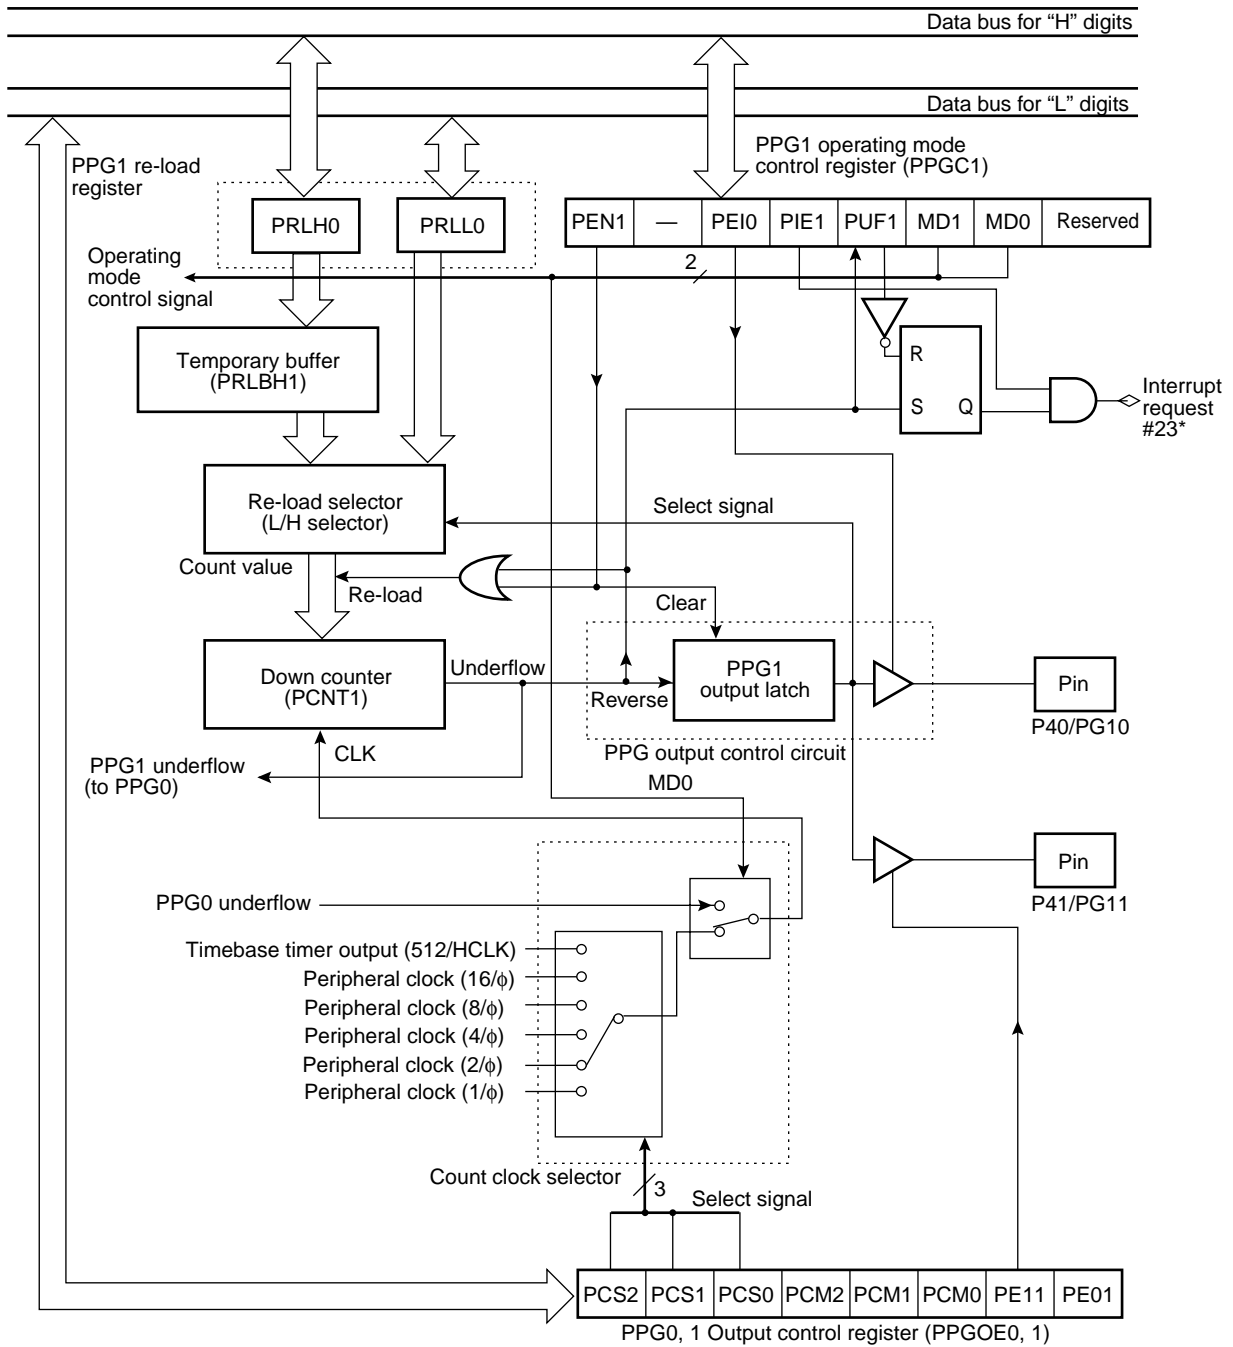 Data bus for “H” digits
Data bus for “L” digits
PPG1 re-load
register
PPG1 operating mode
control register (PPGC1)
PRLH0
PRLL0
PEN1
—
PEI0
PIE1
PUF1
MD1
MD0
Reserved
Operating
mode
control signal
2
Temporary buffer
(PRLBH1)
R
S
Q
Interrupt
request
#23*
Re-load selector
(L/H selector)
Select signal
Count value
Re-load
Clear
Down counter
(PCNT1)
Underflow
Reverse
PPG1
output latch
Pin
P40/PG10
PPG output control circuit
CLK
PPG1 underflow
(to PPG0)
MD0
Pin
P41/PG11
PPG0 underflow
Timebase timer output (512/HCLK)
Peripheral clock (16/ϕ)
Peripheral clock (8/ϕ)
Peripheral clock (4/ϕ)
Peripheral clock (2/ϕ)
Peripheral clock (1/ϕ)
Count clock selector
3
Select signal
PCS2
PCS1
PCS0
PCM2
PCM1
PCM0
PE11
PE01
PPG0, 1 Output control register (PPGOE0, 1)